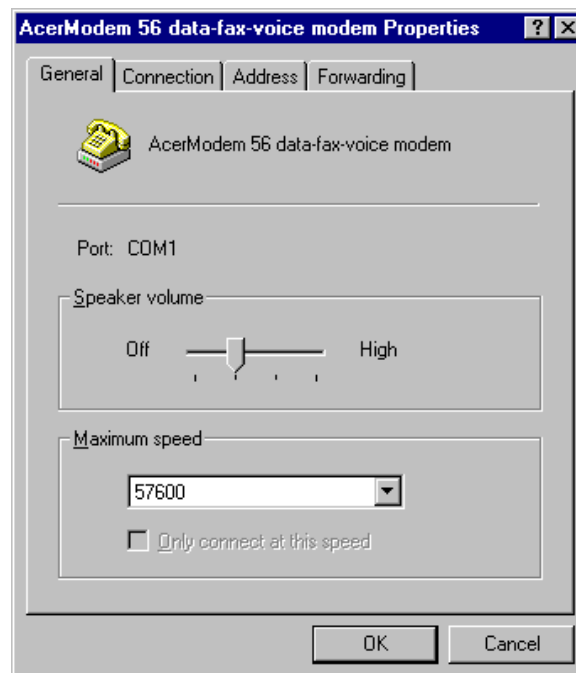 AcerModem 56 data-fax-voice modem Properties
General Connection Address Forwarding
AcerModem 56 data-fax-voice modem
Port: COM1
Speaker volume
Off High
Maximum speed
57600
Only connect at this speed
OK Cancel